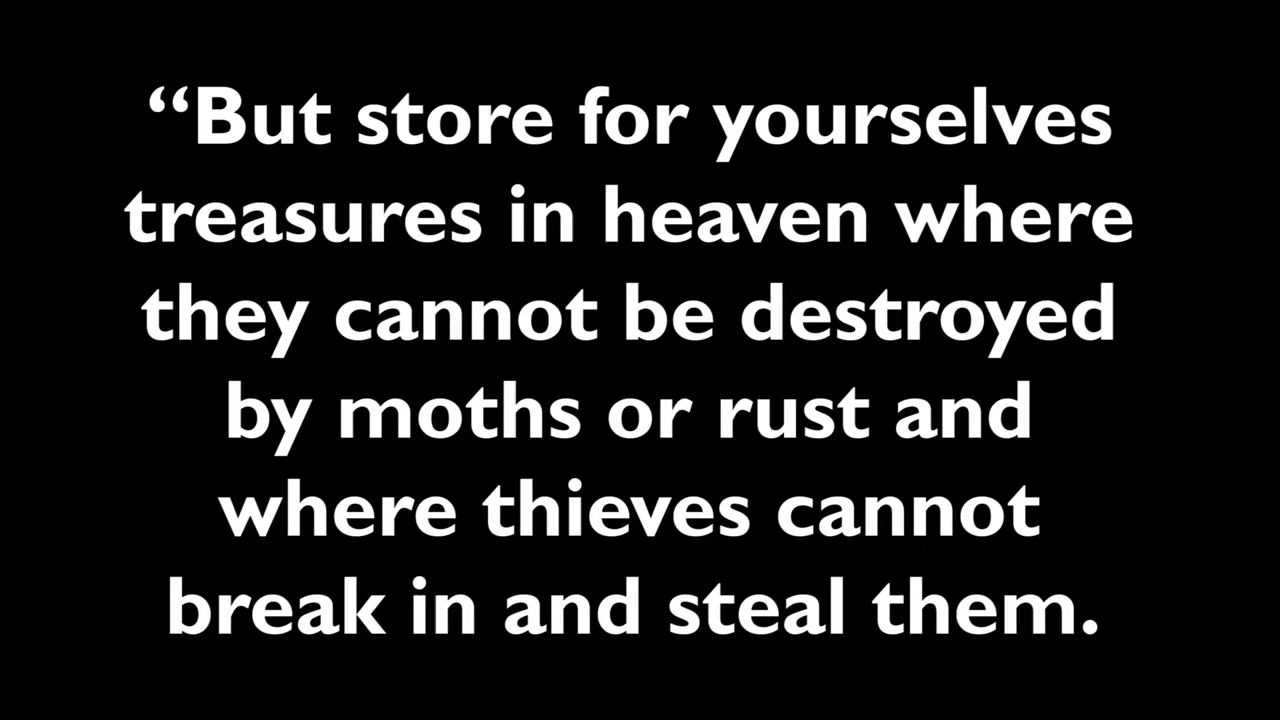 “But store for yourselves
treasures in heaven where
they cannot be destroyed
by moths or rust and
where thieves cannot
break in and steal them.